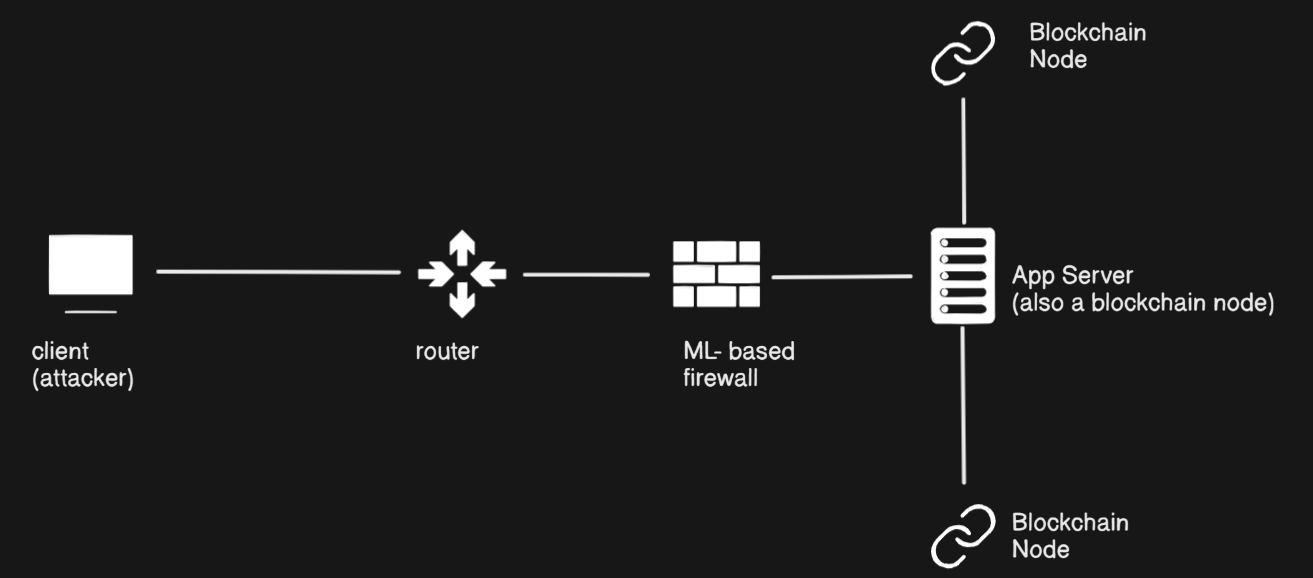 Blockchain
Node
client
(attacker)
router
ML- based
firewall
App Server
(also a blockchain node)
Blockchain
Node